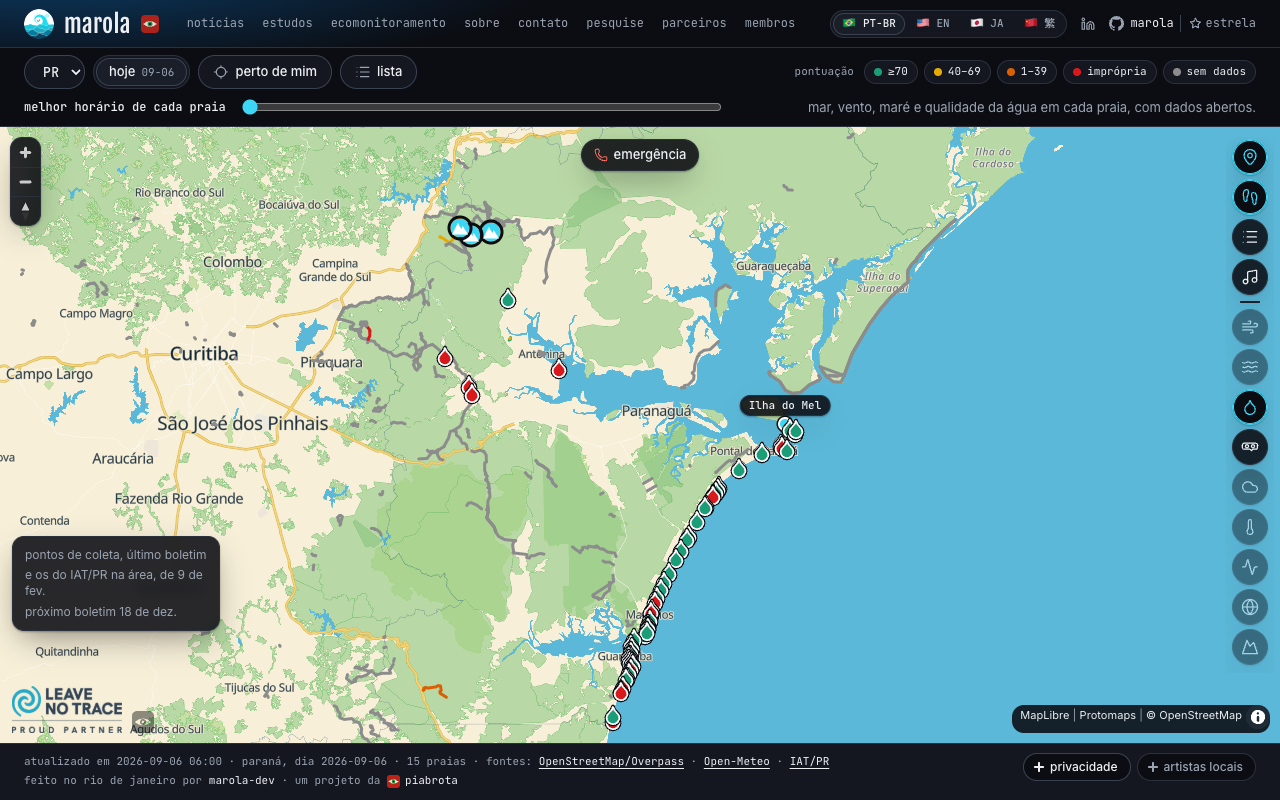 marola
notícias estudos ecomonitoramento sobre contato pesquise parceiros membros
PT-BR EN JA 繁
marola estrela
PR hoje 09-06 perto de mim lista
pontuação ≥70 40–69 1–39 imprópria sem dados
melhor horário de cada praia
mar, vento, maré e qualidade da água em cada praia, com dados abertos.
emergência
Ilha do
Cardoso
Rio Branco do Sul
Bocaiúva do Sul
Colombo
Campina
Grande do Sul
Guaraqueçaba
Ilha do
Superagui
Campo Magro
Curitiba
Piraquara
Antonina
Campo Largo
Ilha do Mel
Paranaguá
São José dos Pinhais
Araucária
Fazenda Rio Grande
Contenda
pontos de coleta, último boletim
e os do IAT/PR na área, de 9 de
fev.
próximo boletim 18 de dez.
Quitandinha
Tijucas do Sul
LEAVE
NO TRACE
PROUD PARTNER
Agudos do Sul
MapLibre | Protomaps | © OpenStreetMap
atualizado em 2026-09-06 06:00 · paraná, dia 2026-09-06 · 15 praias · fontes: OpenStreetMap/Overpass · Open-Meteo · IAT/PR
feito no rio de janeiro por marola-dev · um projeto da piabrota
+ privacidade
+ artistas locais